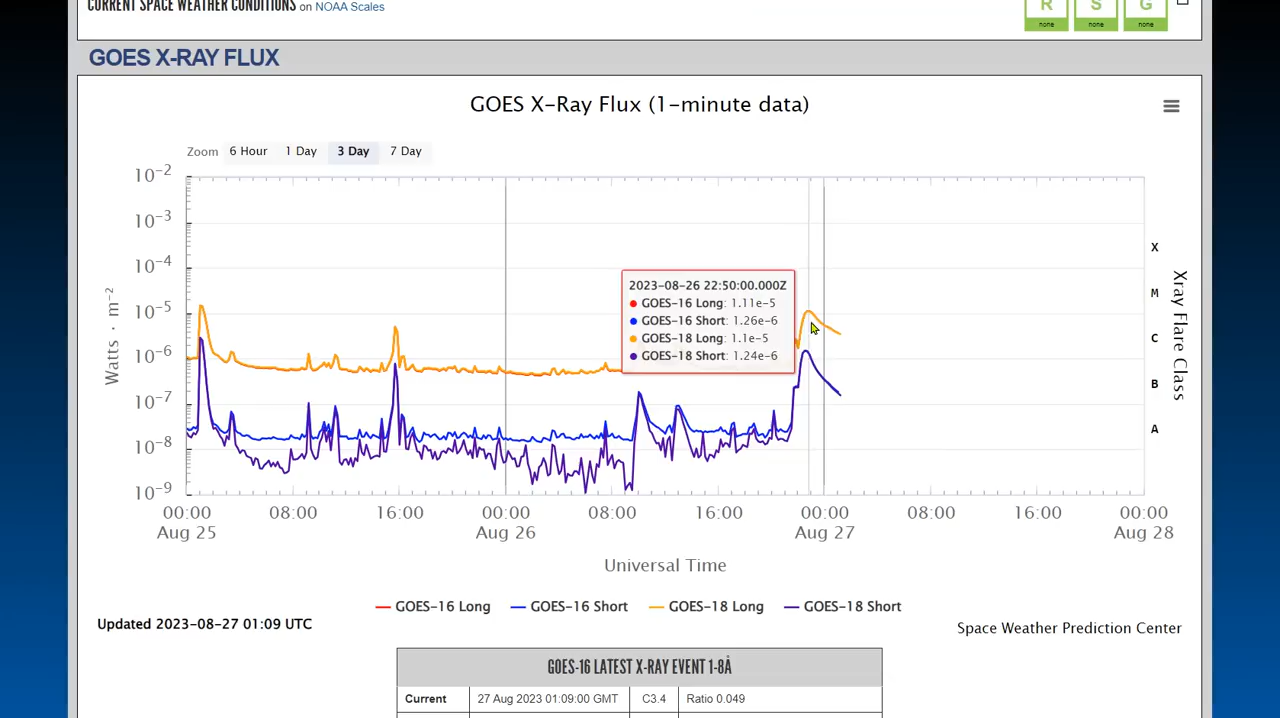 CURRENT SPACE WEATHER CONDITIONS on NOAA Scales
R S G
none none none
GOES X-RAY FLUX
GOES X-Ray Flux (1-minute data)
Zoom 6 Hour 1 Day 3 Day 7 Day
10⁻²
10⁻³
10⁻⁴
10⁻⁵
10⁻⁶
10⁻⁷
10⁻⁸
10⁻⁹
Watts · m⁻²
2023-08-26 22:50:00.000Z
GOES-16 Long: 1.11e-5
GOES-16 Short: 1.26e-6
GOES-18 Long: 1.1e-5
GOES-18 Short: 1.24e-6
X
M
C
B
A
Xray Flare Class
00:00 08:00 16:00 00:00 08:00 16:00 00:00 08:00 16:00 00:00
Aug 25 Aug 26 Aug 27 Aug 28
Universal Time
GOES-16 Long GOES-16 Short GOES-18 Long GOES-18 Short
Updated 2023-08-27 01:09 UTC
Space Weather Prediction Center
GOES-16 LATEST X-RAY EVENT 1-8Å
Current 27 Aug 2023 01:09:00 GMT C3.4 Ratio 0.049